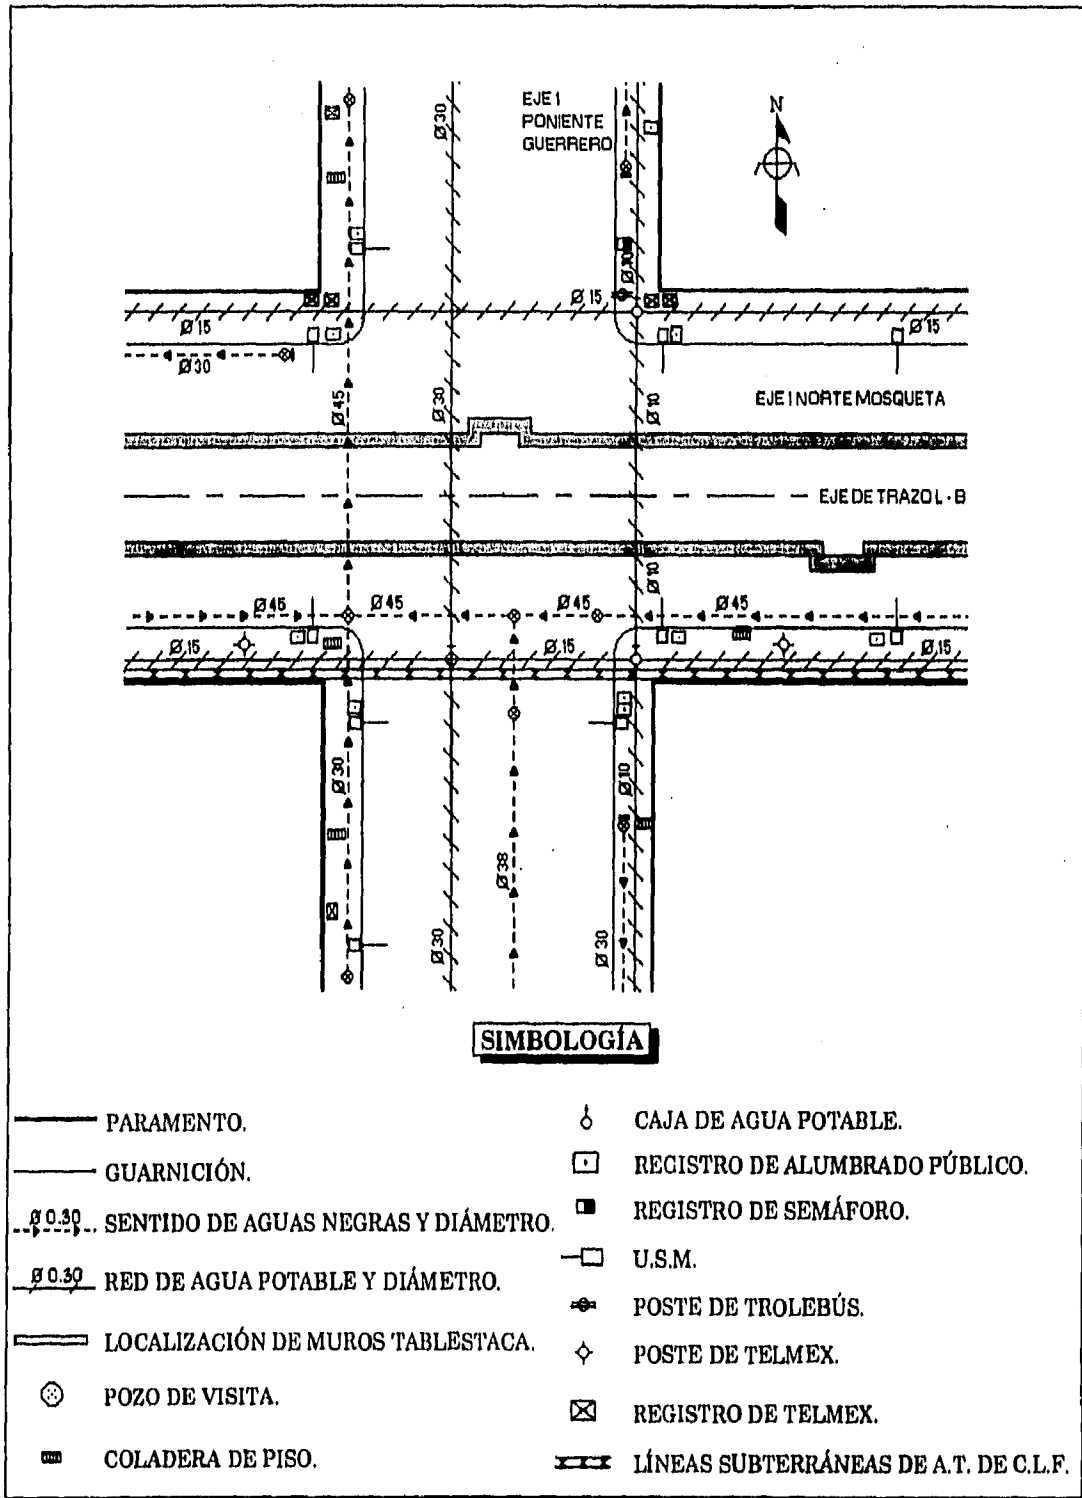 EJE 1
PONIENTE
GUERRERO
N
Ø 30
Ø 10
Ø 15
Ø 15
Ø 15
Ø 30
Ø 45
Ø 30
Ø 10
EJE 1 NORTE MOSQUETA
EJE DE TRAZO L - B
Ø 10
Ø 45
Ø 45
Ø 45
Ø 45
Ø 15
Ø 15
Ø 15
Ø 30
Ø 10
Ø 38
Ø 30
Ø 30
SIMBOLOGÍA
PARAMENTO.
GUARNICIÓN.
Ø 0.30 SENTIDO DE AGUAS NEGRAS Y DIÁMETRO.
Ø 0.30 RED DE AGUA POTABLE Y DIÁMETRO.
LOCALIZACIÓN DE MUROS TABLESTACA.
POZO DE VISITA.
COLADERA DE PISO.
CAJA DE AGUA POTABLE.
REGISTRO DE ALUMBRADO PÚBLICO.
REGISTRO DE SEMÁFORO.
U.S.M.
POSTE DE TROLEBÚS.
POSTE DE TELMEX.
REGISTRO DE TELMEX.
LÍNEAS SUBTERRÁNEAS DE A.T. DE C.L.F.